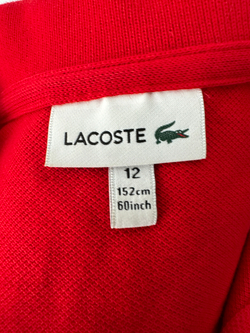 LACOSTE
12
152cm
60inch